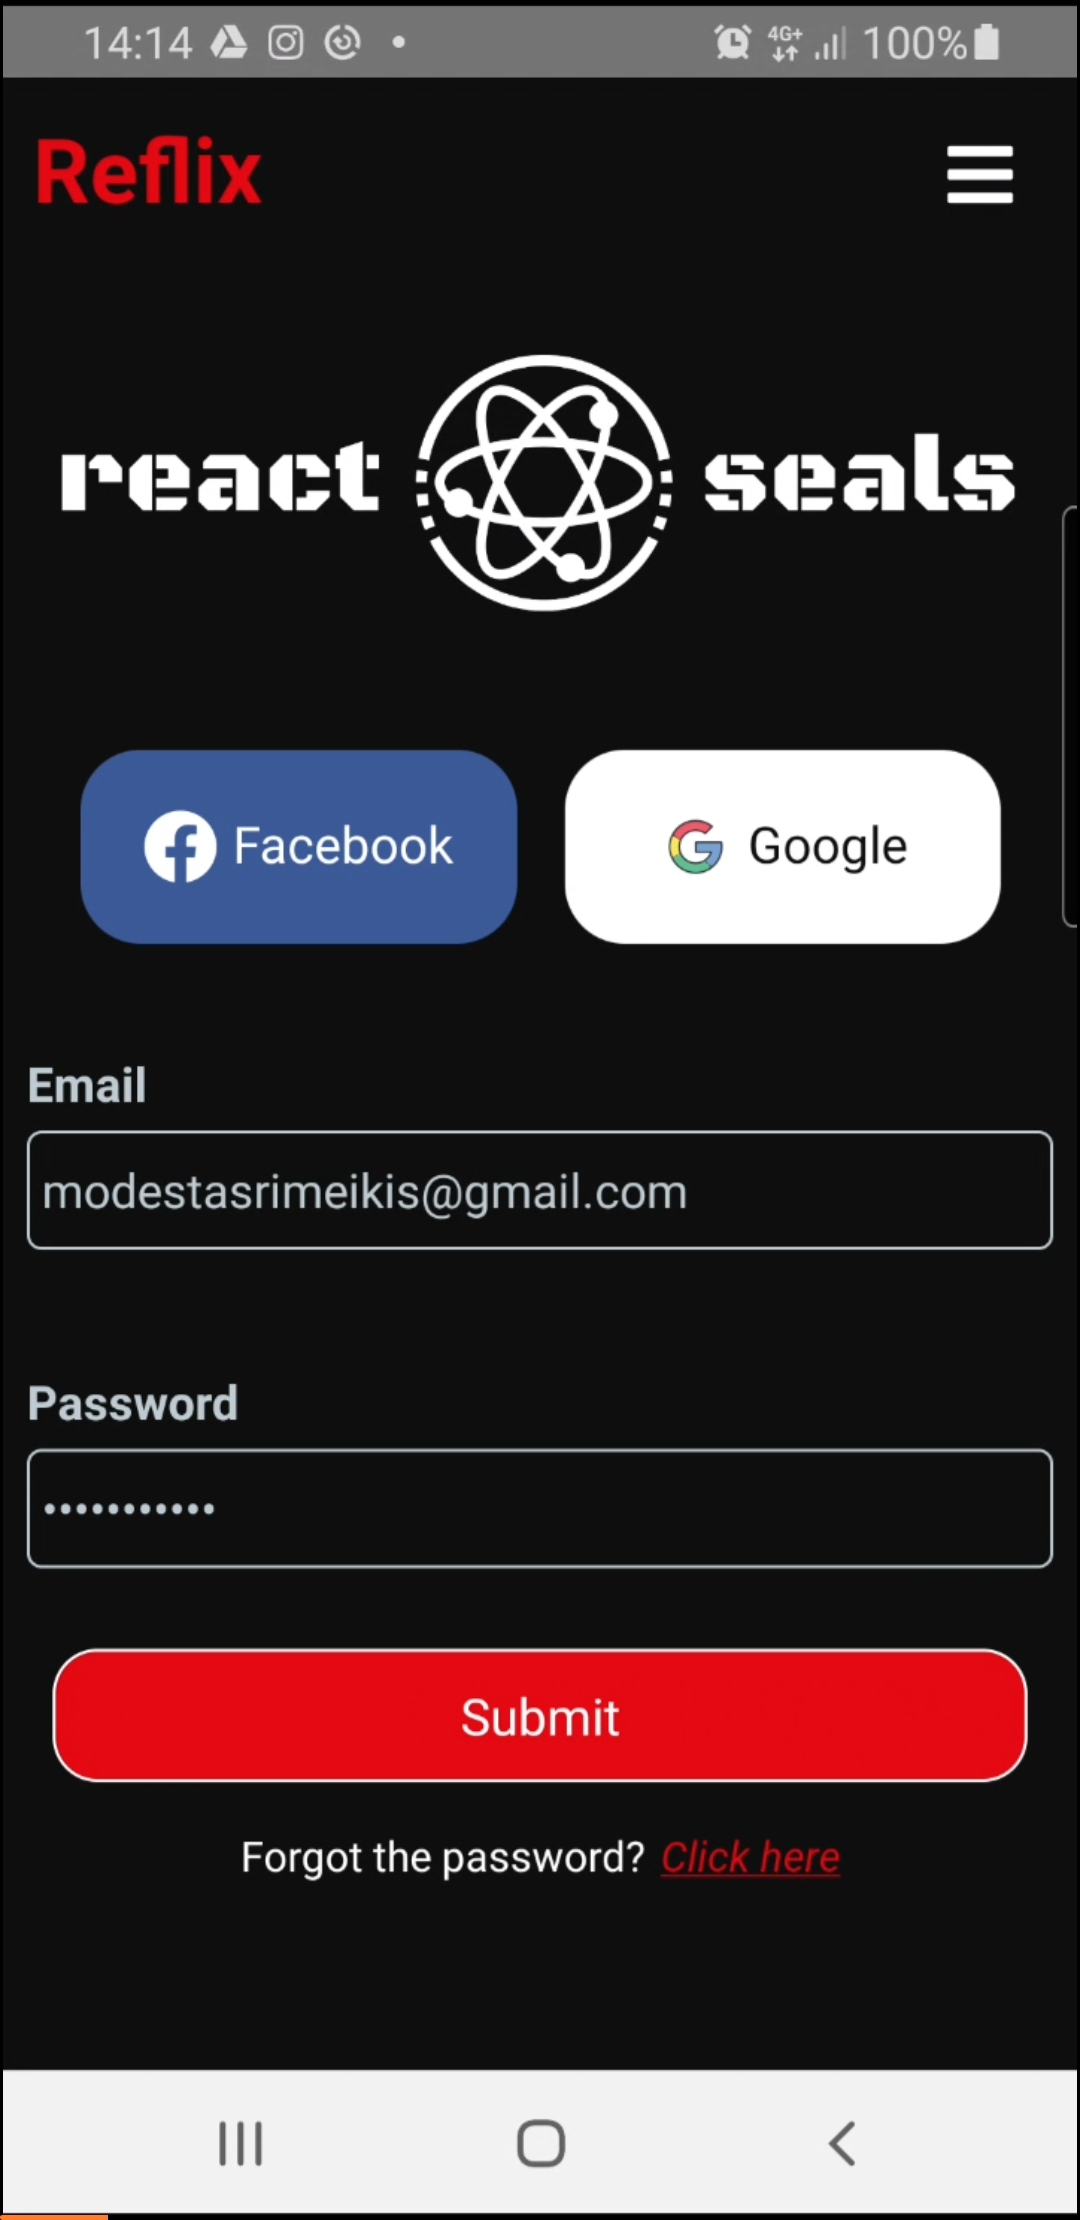 14:14 4G+ 100%
Reflix
react seals
Facebook Google
Email
modestasrimeikis@gmail.com
Password
•••••••••••
Submit
Forgot the password? Click here